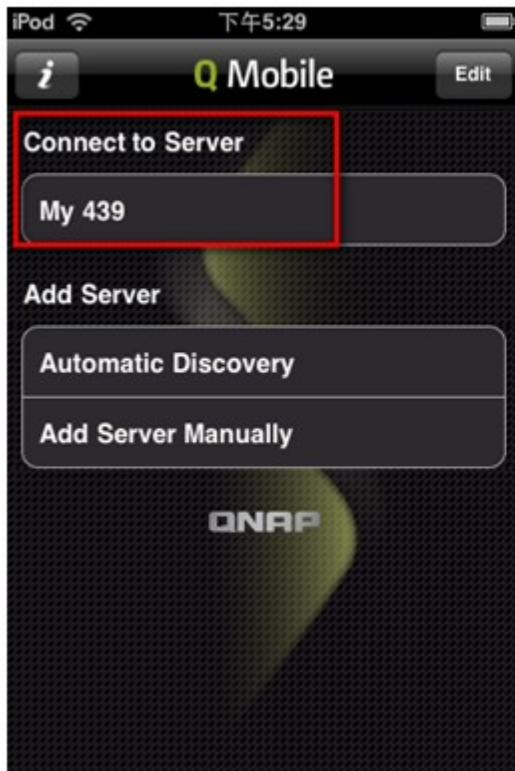 iPod 下午5:29
i Q Mobile Edit
Connect to Server
My 439
Add Server
Automatic Discovery
Add Server Manually
QNAP